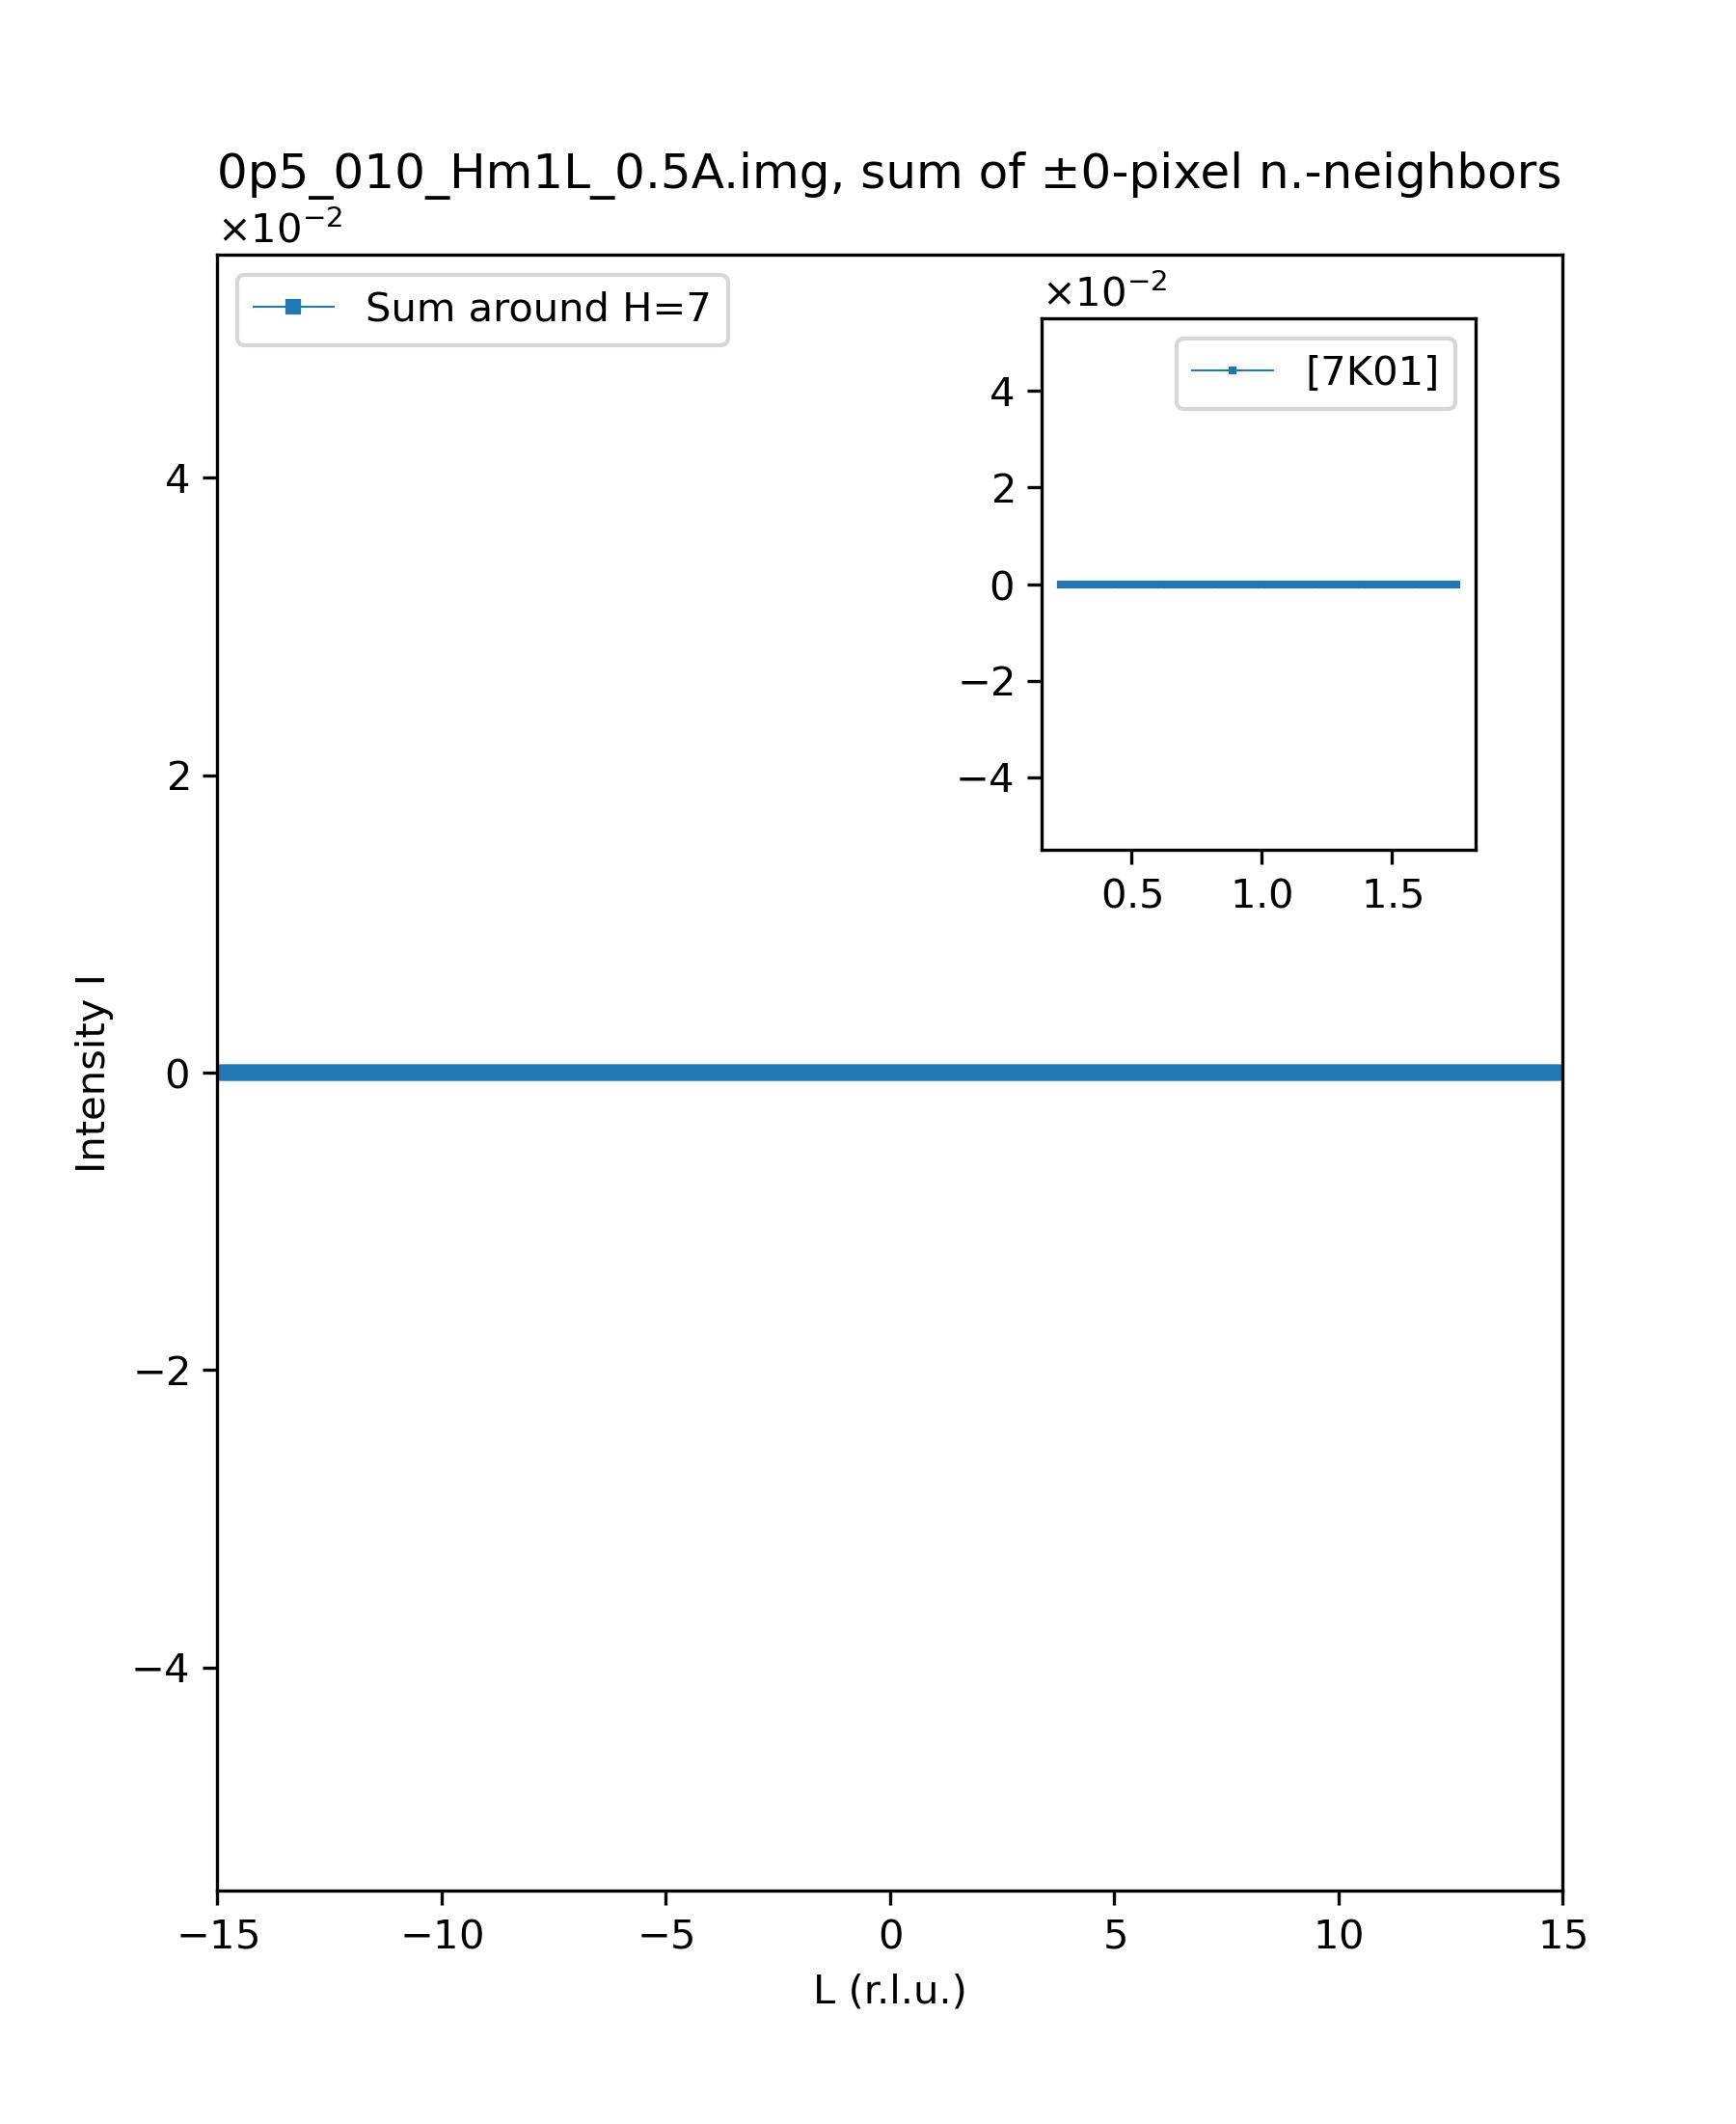 0p5_010_Hm1L_0.5A.img, sum of ±0-pixel n.-neighbors
×10⁻²
Sum around H=7
×10⁻²
[7K01]
4
2
0
−2
−4
0.5 1.0 1.5
4
2
0
−2
−4
Intensity I
−15 −10 −5 0 5 10 15
L (r.l.u.)